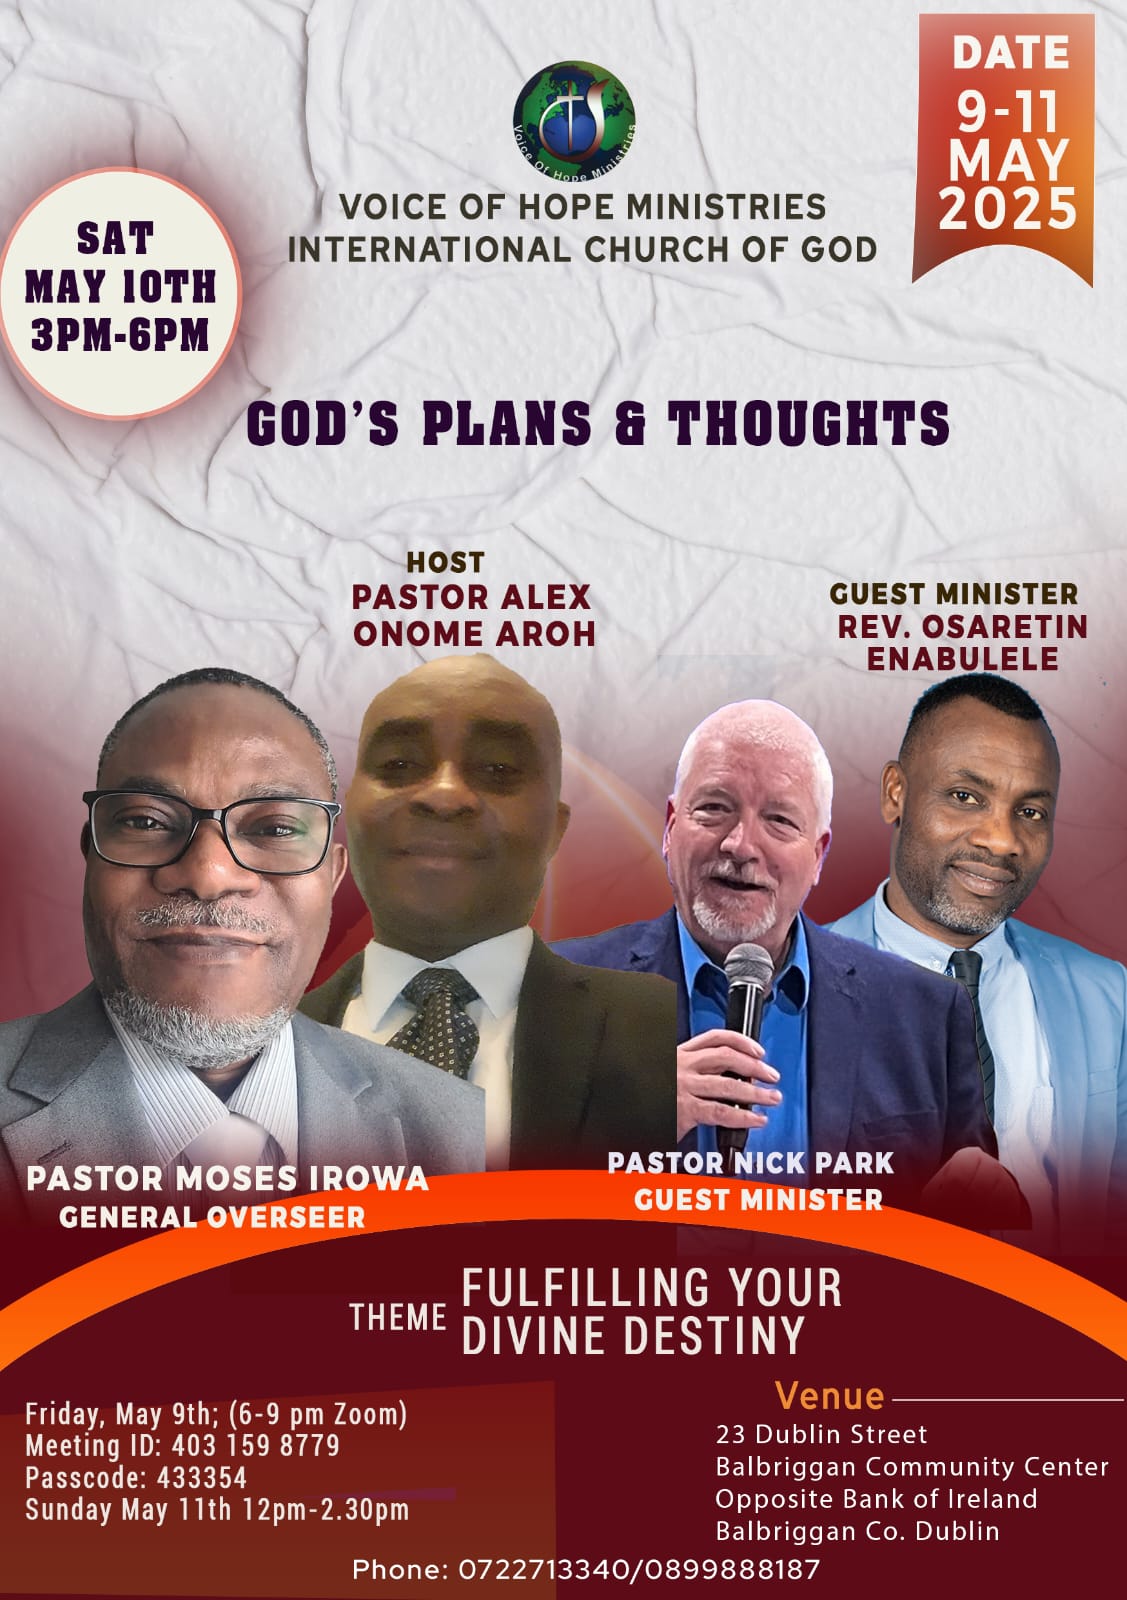 DATE
9-11
MAY
2025
Voice Of Hope Ministries
VOICE OF HOPE MINISTRIES
INTERNATIONAL CHURCH OF GOD
SAT
MAY 10TH
3PM-6PM
GOD'S PLANS & THOUGHTS
HOST
PASTOR ALEX
ONOME AROH
GUEST MINISTER
REV. OSARETIN
ENABULELE
PASTOR MOSES IROWA
GENERAL OVERSEER
PASTOR NICK PARK
GUEST MINISTER
THEME
FULFILLING YOUR
DIVINE DESTINY
Friday, May 9th; (6-9 pm Zoom)
Meeting ID: 403 159 8779
Passcode: 433354
Sunday May 11th 12pm-2.30pm
Venue
23 Dublin Street
Balbriggan Community Center
Opposite Bank of Ireland
Balbriggan Co. Dublin
Phone: 0722713340/0899888187